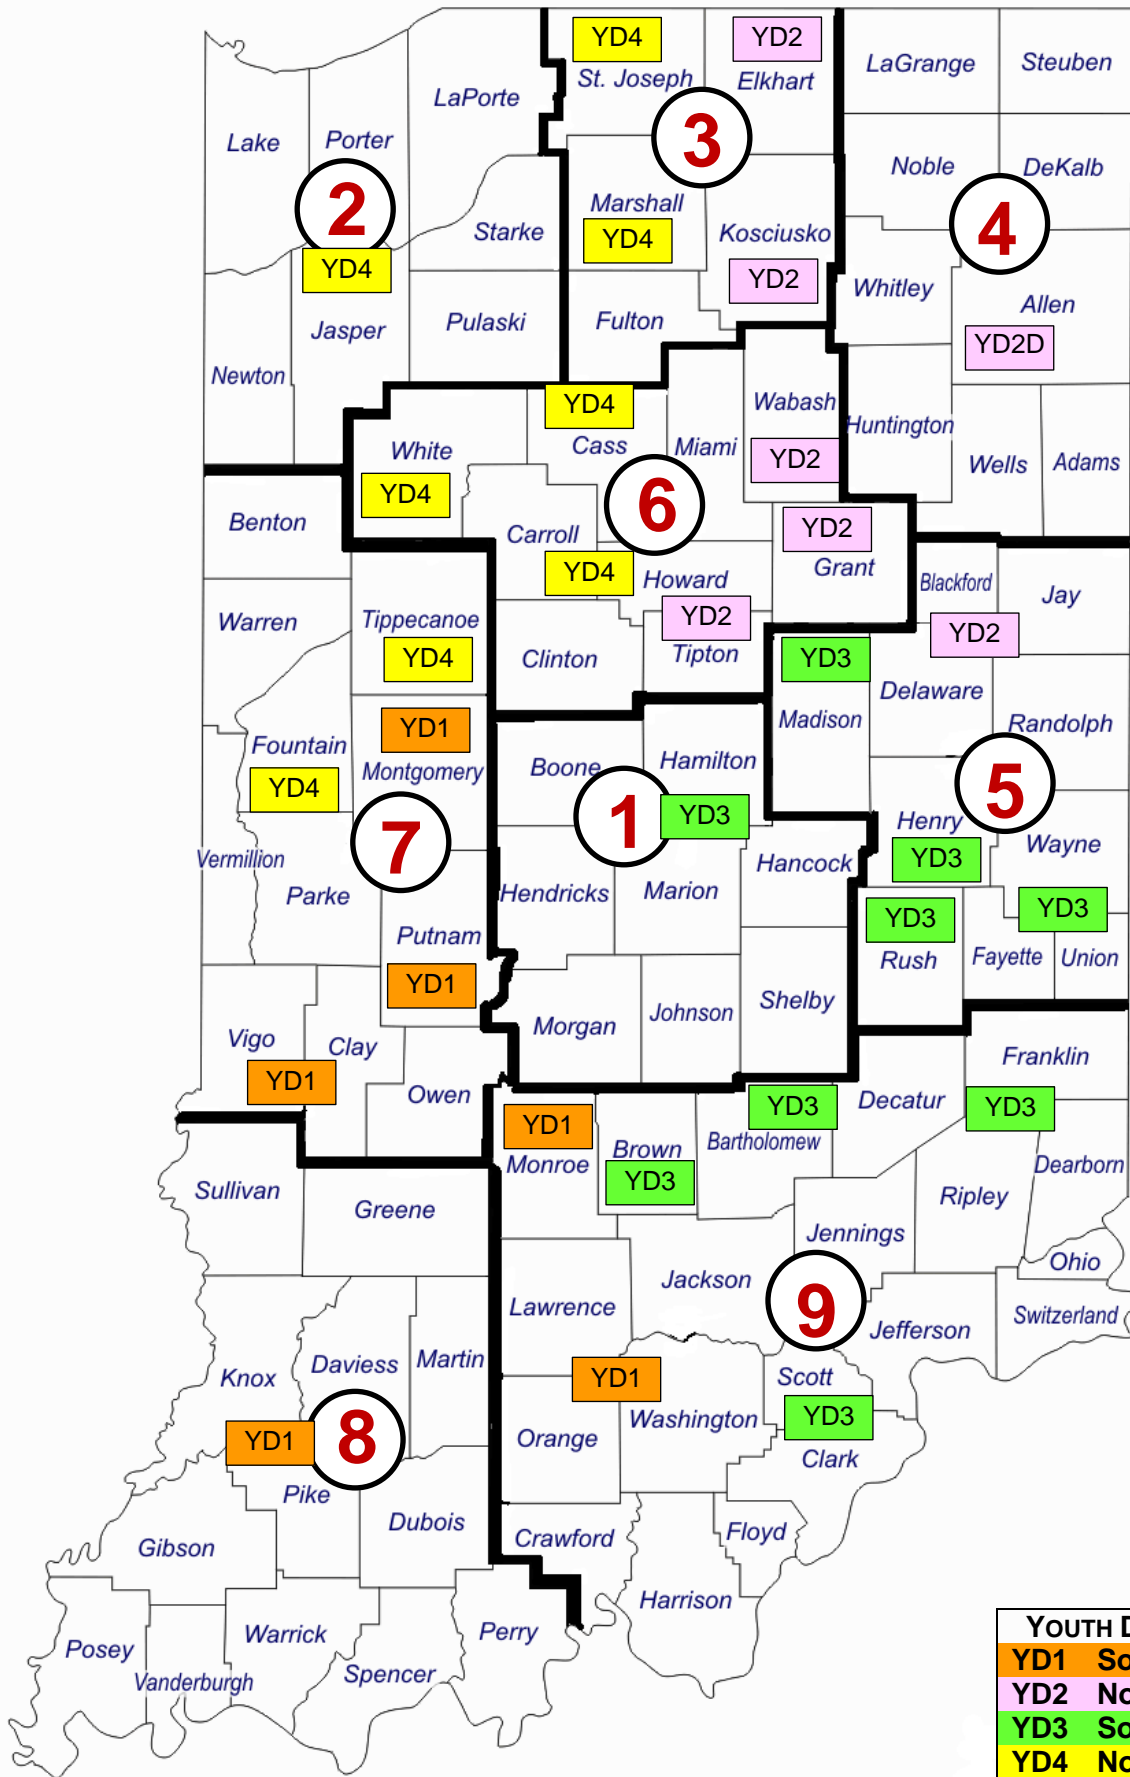 YD4
YD2
St. Joseph
Elkhart
LaGrange
Steuben
LaPorte
Lake
Porter
3
Noble
DeKalb
2
Marshall
4
Starke
YD4
Kosciusko
YD4
YD2
Whitley
Allen
Jasper
Pulaski
Fulton
YD2D
Newton
YD4
Wabash
Huntington
White
Cass
Miami
YD2
Wells
Adams
YD4
6
Benton
Carroll
YD2
YD4
Howard
Grant
Blackford
Jay
Warren
Tippecanoe
YD2
YD2
YD4
Clinton
Tipton
YD3
Delaware
YD1
Madison
Randolph
Fountain
Boone
Hamilton
Montgomery
YD4
1
YD3
5
7
Henry
Wayne
Vermillion
YD3
Hancock
Parke
Hendricks
Marion
YD3
YD3
Putnam
Rush
Fayette
Union
YD1
Morgan
Johnson
Shelby
Vigo
Clay
Franklin
YD1
Owen
YD3
Decatur
YD3
YD1
Bartholomew
Brown
Monroe
Dearborn
YD3
Sullivan
Greene
Ripley
Jennings
Ohio
Jackson
Lawrence
9
Switzerland
Jefferson
Knox
Daviess
Martin
YD1
Scott
Washington
YD3
YD1
8
Orange
Clark
Pike
Dubois
Crawford
Floyd
Gibson
Harrison
Posey
Warrick
Perry
Vanderburgh
Spencer
YOUTH D
YD1 So
YD2 No
YD3 So
YD4 No